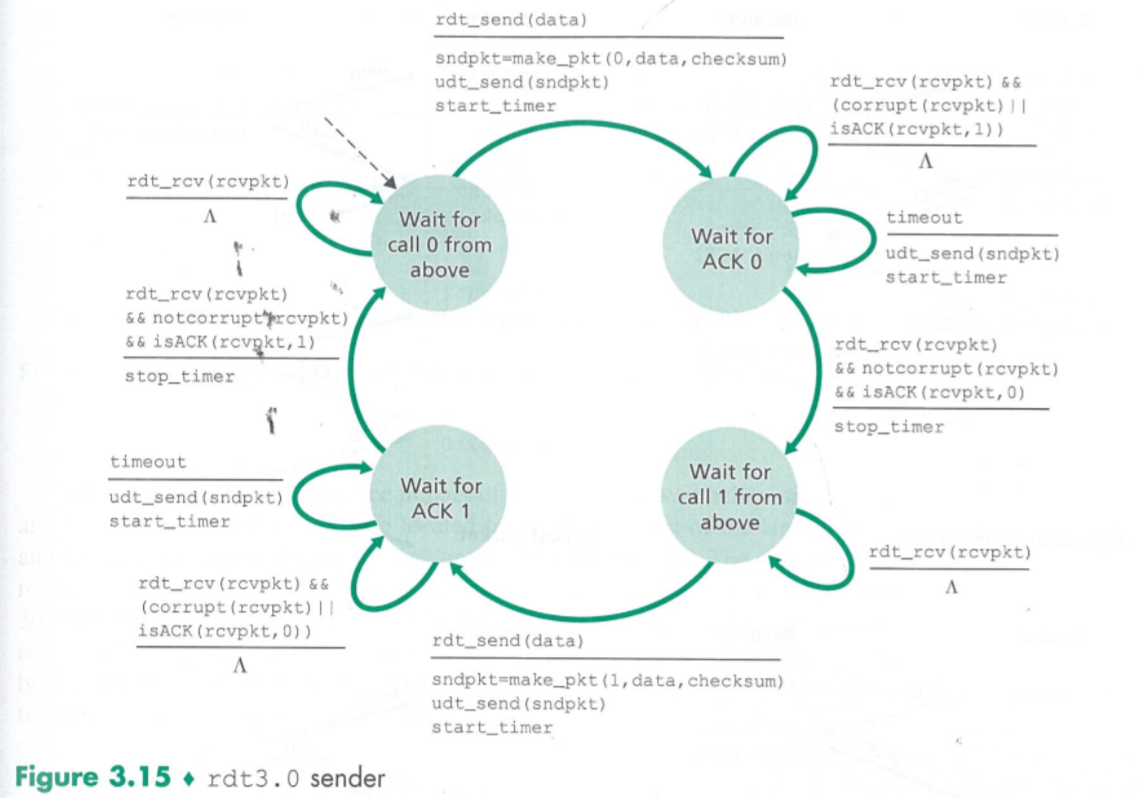 rdt_send(data)
sndpkt=make_pkt(0,data,checksum)
udt_send(sndpkt)
start_timer
rdt_rcv(rcvpkt) &&
(corrupt(rcvpkt)||
isACK(rcvpkt,1))
Λ
rdt_rcv(rcvpkt)
Λ
Wait for
call 0 from
above
Wait for
ACK 0
timeout
udt_send(sndpkt)
start_timer
rdt_rcv(rcvpkt)
&& notcorrupt(rcvpkt)
&& isACK(rcvpkt,1)
stop_timer
rdt_rcv(rcvpkt)
&& notcorrupt(rcvpkt)
&& isACK(rcvpkt,0)
stop_timer
timeout
udt_send(sndpkt)
start_timer
Wait for
ACK 1
Wait for
call 1 from
above
rdt_rcv(rcvpkt)
Λ
rdt_rcv(rcvpkt) &&
(corrupt(rcvpkt)||
isACK(rcvpkt,0))
Λ
rdt_send(data)
sndpkt=make_pkt(1,data,checksum)
udt_send(sndpkt)
start_timer
Figure 3.15 ♦ rdt3.0 sender